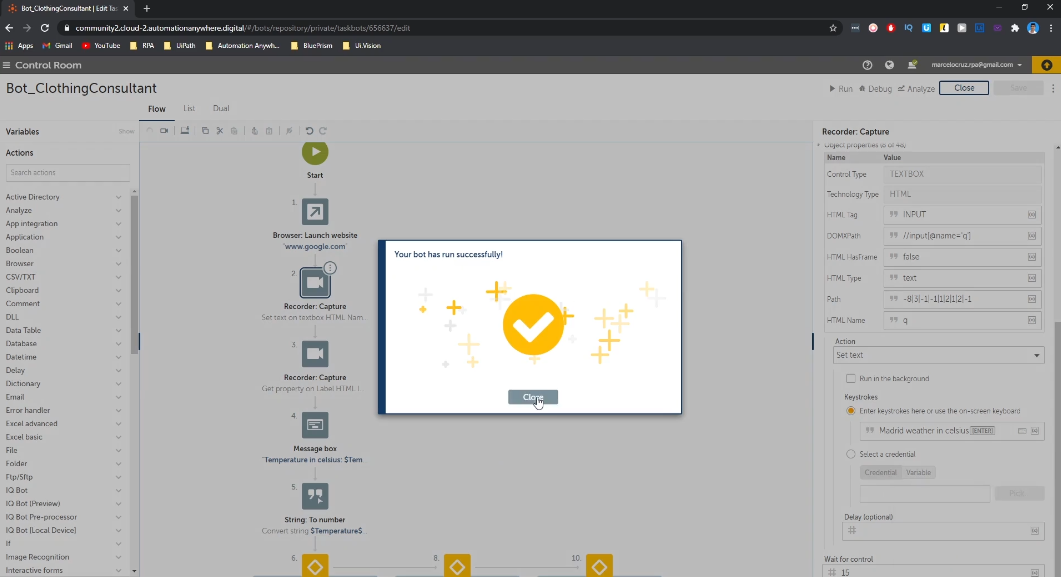 Bot_ClothingConsultant | Edit Tas
community2.cloud-2.automationanywhere.digital/#/bots/repository/private/taskbots/656637/edit
Apps Gmail YouTube RPA UiPath Automation Anywh... BluePrism Ui.Vision
Control Room
marcelocruz.rpa@gmail.com
Bot_ClothingConsultant
Run Debug Analyze Close Save
Flow List Dual
Variables Show
Actions
Search actions
Active Directory
Analyze
App integration
Application
Boolean
Browser
CSV/TXT
Clipboard
Comment
DLL
Data Table
Database
Datetime
Delay
Dictionary
Email
Error handler
Excel advanced
Excel basic
File
Folder
Ftp/Sftp
IQ Bot
IQ Bot (Preview)
IQ Bot Pre-processor
IQ Bot [Local Device]
If
Image Recognition
Interactive forms
Start
1.
Browser: Launch website
"www.google.com"
2
Recorder: Capture
Set text on textbox HTML Nam
3.
Recorder: Capture
Get property on Label HTML I
4.
Message box
"Temperature in celsius: $Tem
5.
String: To number
Convert string $Temperature$..
6. 8. 10.
Your bot has run successfully!
Close
Recorder: Capture
Object properties (8 of 48)
Name Value
Control Type TEXTBOX
Technology Type HTML
HTML Tag INPUT
DOMXPath //input[@name='q']
HTML HasFrame false
HTML Type text
Path -8|3|-1|-1|1|2|1|2|-1
HTML Name q
Action
Set text
Run in the background
Keystrokes
Enter keystrokes here or use the on-screen keyboard
Madrid weather in celsius [ENTER]
Select a credential
Credential Variable
Pick
Delay (optional)
Wait for control
15